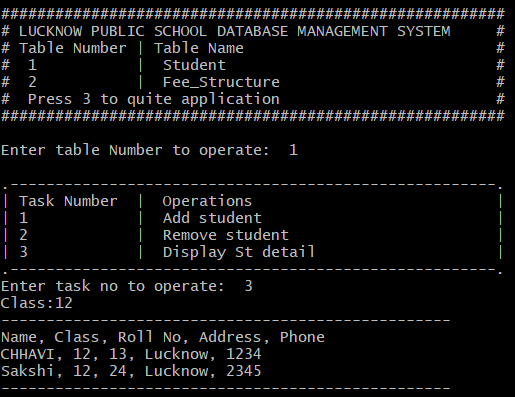 ########################################################
# LUCKNOW PUBLIC SCHOOL DATABASE MANAGEMENT SYSTEM     #
# Table Number | Table Name                            #
#  1           |  Student                              #
#  2           |  Fee_Structure                        #
#  Press 3 to quite application                        #
########################################################
Enter table Number to operate:  1
.------------------------------------------------------.
| Task Number  |  Operations                           |
| 1            |  Add student                          |
| 2            |  Remove student                       |
| 3            |  Display St detail                    |
.------------------------------------------------------.
Enter task no to operate:  3
Class:12
--------------------------------------------------
Name, Class, Roll No, Address, Phone
CHHAVI, 12, 13, Lucknow, 1234
Sakshi, 12, 24, Lucknow, 2345
--------------------------------------------------